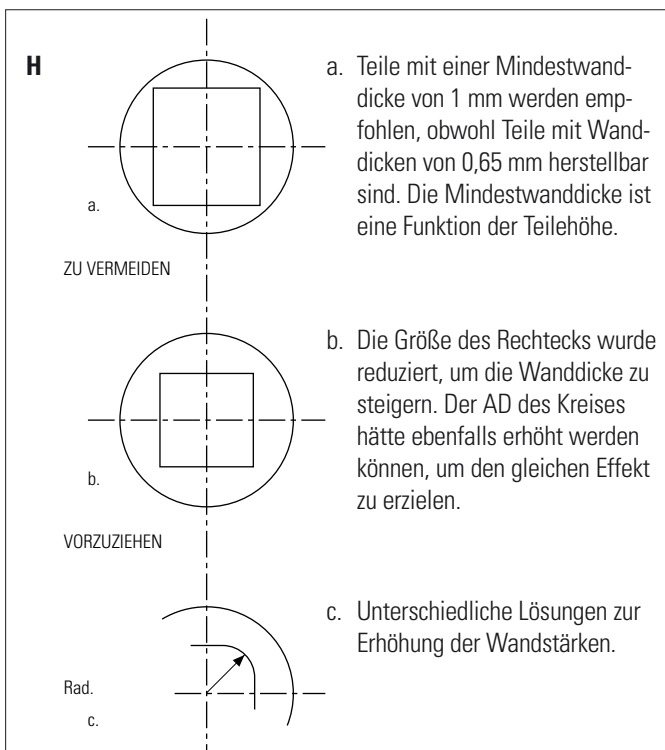 H
a. Teile mit einer Mindestwand-
dicke von 1 mm werden emp-
fohlen, obwohl Teile mit Wand-
dicken von 0,65 mm herstellbar
sind. Die Mindestwanddicke ist
eine Funktion der Teilehöhe.
a.
ZU VERMEIDEN
b. Die Größe des Rechtecks wurde
reduziert, um die Wanddicke zu
steigern. Der AD des Kreises
hätte ebenfalls erhöht werden
können, um den gleichen Effekt
zu erzielen.
b.
VORZUZIEHEN
c. Unterschiedliche Lösungen zur
Erhöhung der Wandstärken.
Rad.
c.